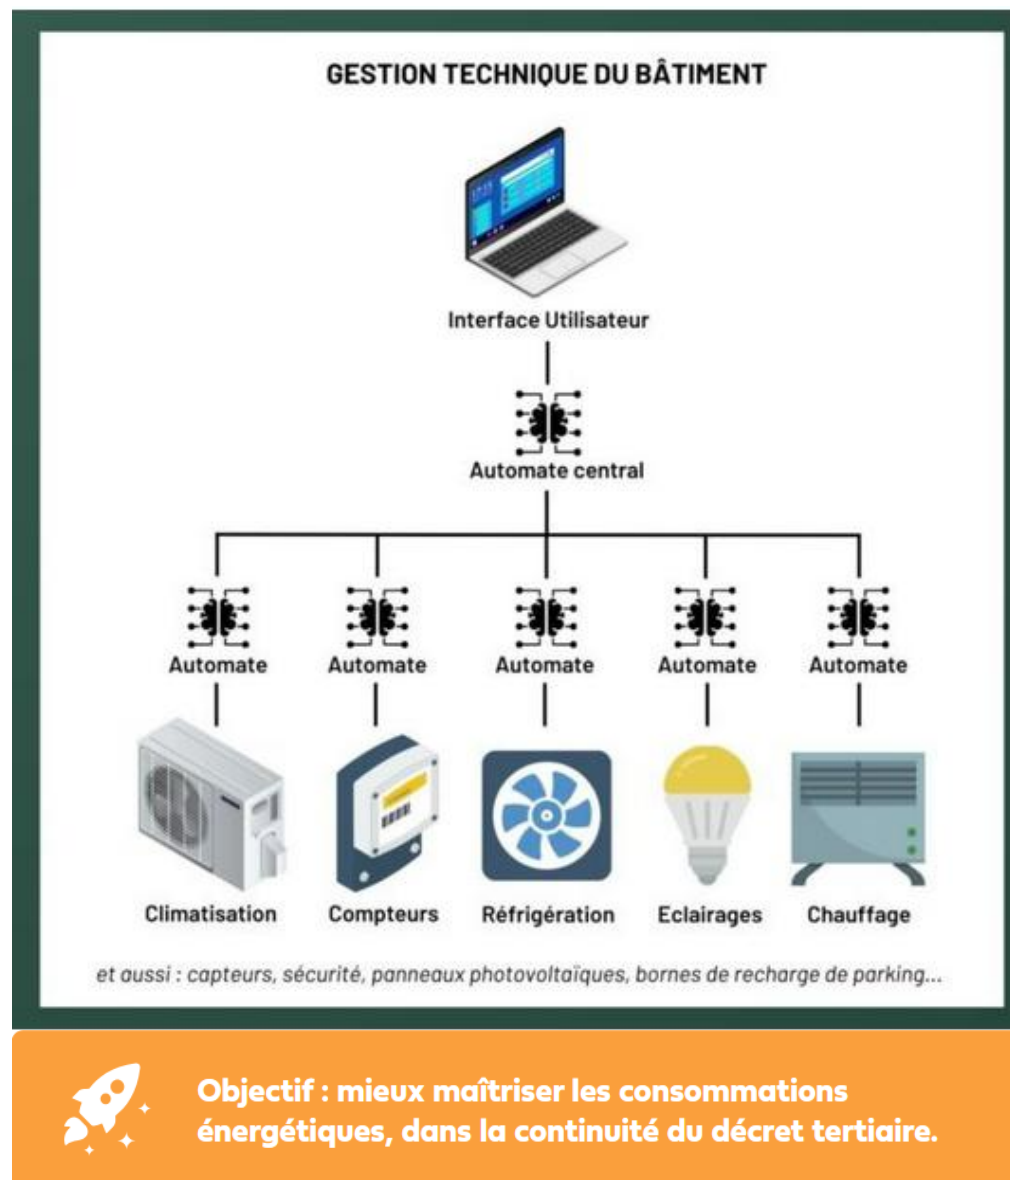 GESTION TECHNIQUE DU BÂTIMENT
Interface Utilisateur
Automate central
Automate Automate Automate Automate Automate
Climatisation Compteurs Réfrigération Eclairages Chauffage
et aussi : capteurs, sécurité, panneaux photovoltaïques, bornes de recharge de parking...
Objectif : mieux maîtriser les consommations
énergétiques, dans la continuité du décret tertiaire.